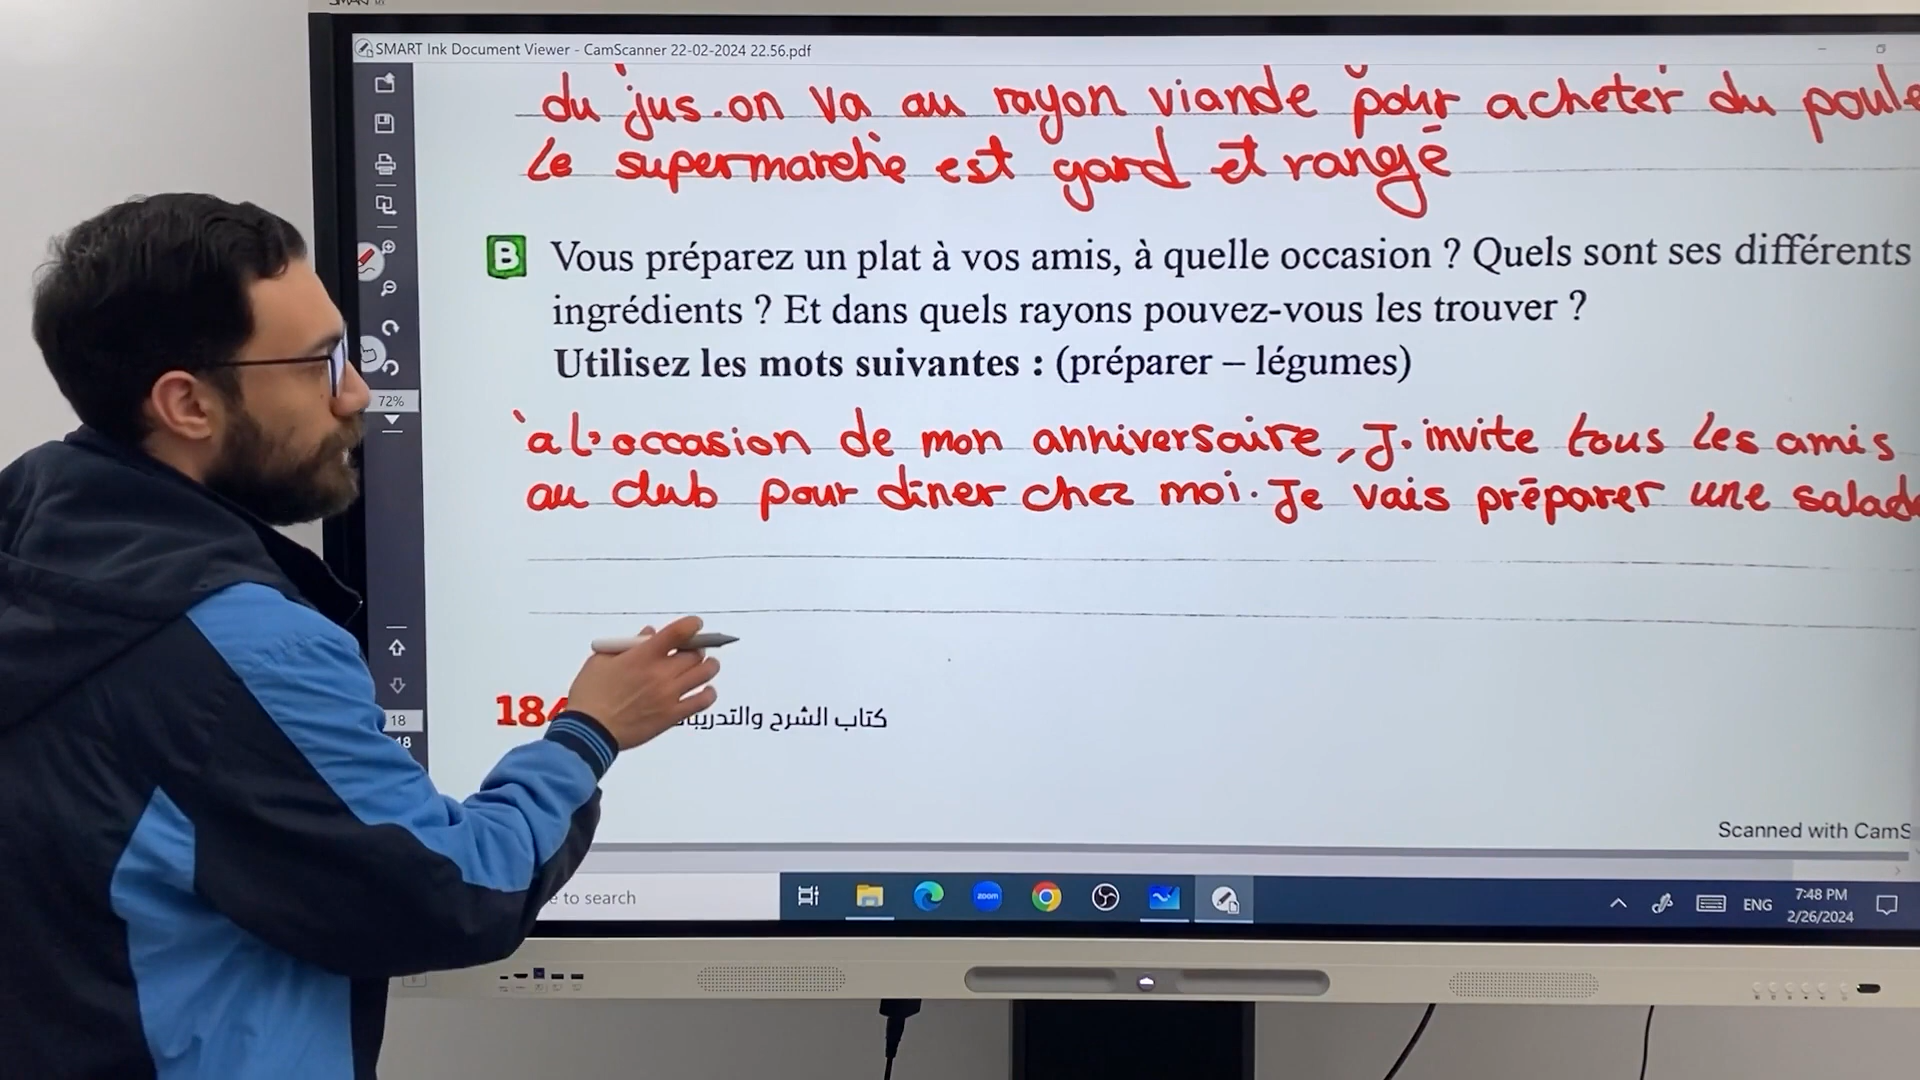 SMART Ink Document Viewer - CamScanner 22-02-2024 22.56.pdf
du jus.on va au rayon viande pour acheter du
Le supermarché est gard et rangé
B Vous préparez un plat à vos amis, à quelle occasion ? Quels sont ses différents
ingrédients ? Et dans quels rayons pouvez-vous les trouver ?
Utilisez les mots suivantes : (préparer – légumes)
à l'occasion de mon anniversaire, J'invite tous les amis
au club pour dîner chez moi. Je vais préparer une
72%
18
18
184
كتاب الشرح
Scanned with
to search
zoom
ENG
7:48 PM
2/26/2024